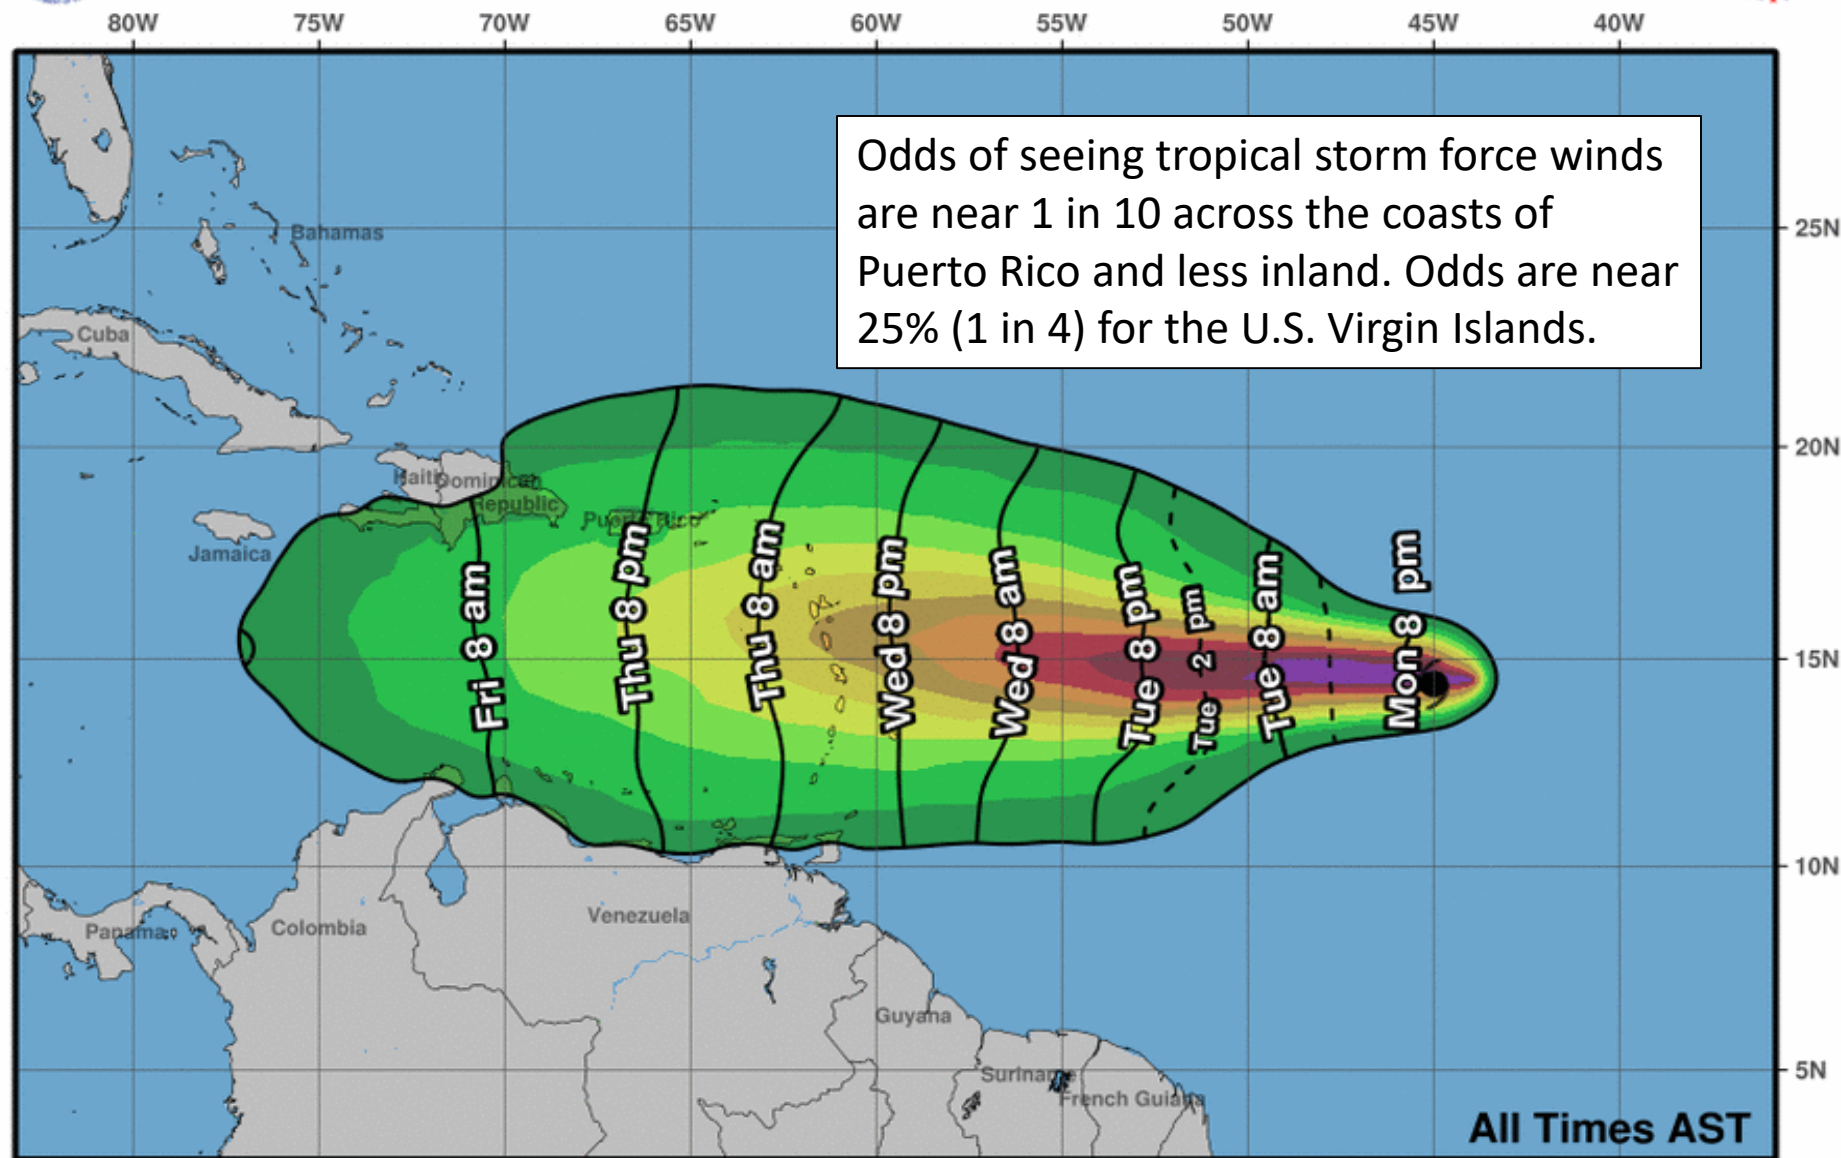 80W 75W 70W 65W 60W 55W 50W 45W 40W
Odds of seeing tropical storm force winds
are near 1 in 10 across the coasts of
Puerto Rico and less inland. Odds are near
25% (1 in 4) for the U.S. Virgin Islands.
25N
20N
15N
10N
5N
Bahamas
Cuba
Haiti
Dominican
Republic
Puerto Rico
Jamaica
Fri 8 am
Thu 8 pm
Thu 8 am
Wed 8 pm
Wed 8 am
Tue 8 pm
Tue 2 pm
Tue 8 am
Mon 8 pm
Panama
Colombia
Venezuela
Guyana
Suriname
French Guiana
All Times AST